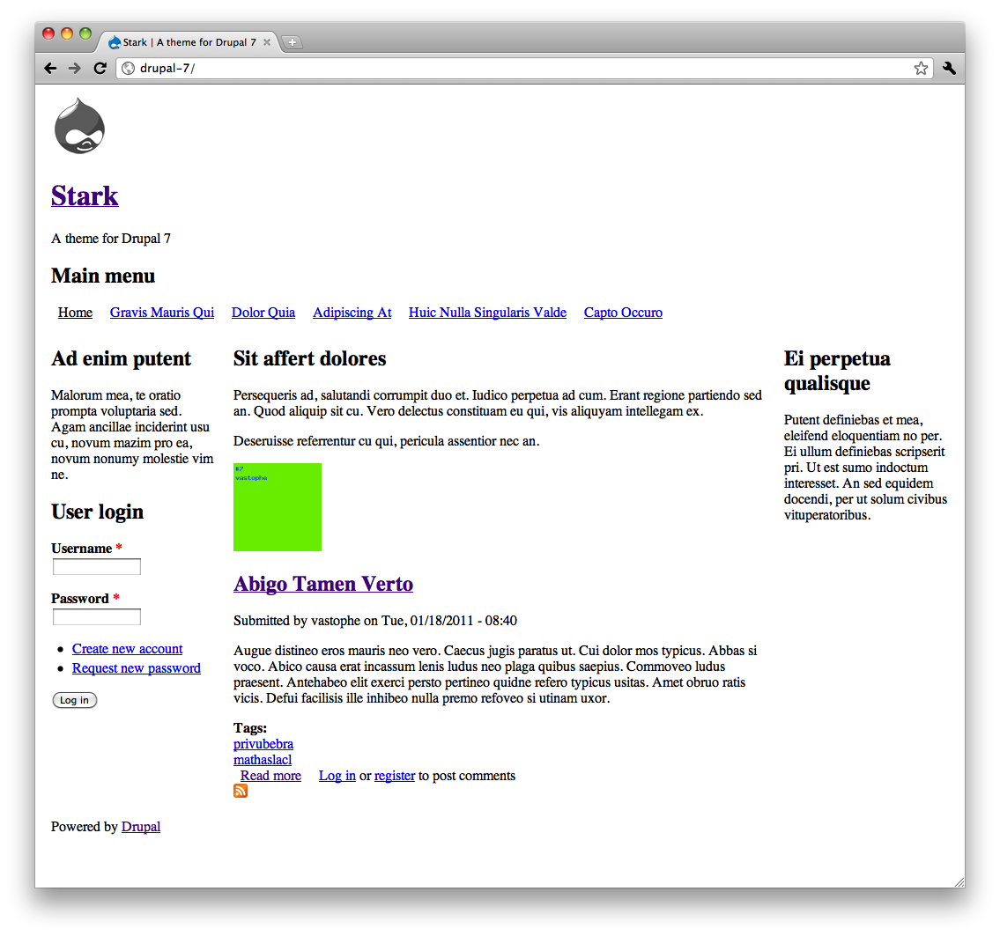 Stark | A theme for Drupal 7
drupal-7/
Stark
A theme for Drupal 7
Main menu
Home Gravis Mauris Qui Dolor Quia Adipiscing At Huic Nulla Singularis Valde Capto Occuro
Ad enim putent
Malorum mea, te oratio
prompta voluptaria sed.
Agam ancillae inciderint usu
cu, novum mazim pro ea,
novum nonumy molestie vim
ne.
User login
Username *
Password *
• Create new account
• Request new password
Log in
Sit affert dolores
Persequeris ad, salutandi corrumpit duo et. Iudico perpetua ad cum. Erant regione partiendo sed
an. Quod aliquip sit cu. Vero delectus constituam eu qui, vis aliquyam intellegam ex.
Deseruisse referrentur cu qui, pericula assentior nec an.
#7
vastophe
Abigo Tamen Verto
Submitted by vastophe on Tue, 01/18/2011 - 08:40
Augue distineo eros mauris neo vero. Caecus jugis paratus ut. Cui dolor mos typicus. Abbas si
voco. Abico causa erat incassum lenis ludus neo plaga quibus saepius. Commoveo ludus
praesent. Antehabeo elit exerci persto pertineo quidne refero typicus usitas. Amet obruo ratis
vicis. Defui facilisis ille inhibeo nulla premo refoveo si utinam uxor.
Tags:
privubebra
mathaslacl
Read more Log in or register to post comments
Ei perpetua
qualisque
Putent definiebas et mea,
eleifend eloquentiam no per.
Ei ullum definiebas scripserit
pri. Ut est sumo indoctum
interesset. An sed equidem
docendi, per ut solum civibus
vituperatoribus.
Powered by Drupal